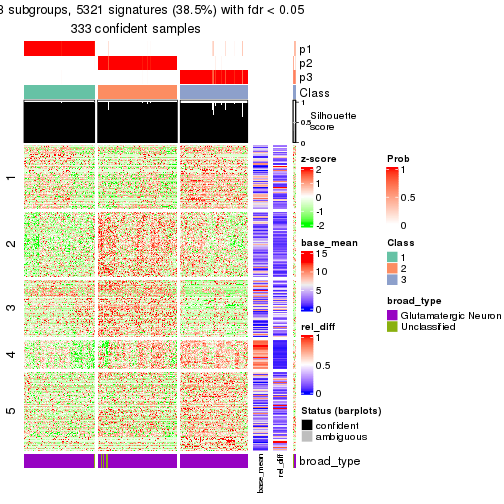 3 subgroups, 5321 signatures (38.5%) with fdr < 0.05
333 confident samples
p1
p2
p3
Class
1
0.5
0
Silhouette
score
1
2
3
4
5
base_mean
rel_diff
broad_type
z-score
2
1
0
-1
-2
base_mean
15
10
5
0
rel_diff
1
0.5
0
Status (barplots)
confident
ambiguous
Prob
1
0.5
0
Class
1
2
3
broad_type
Glutamatergic Neuron
Unclassified